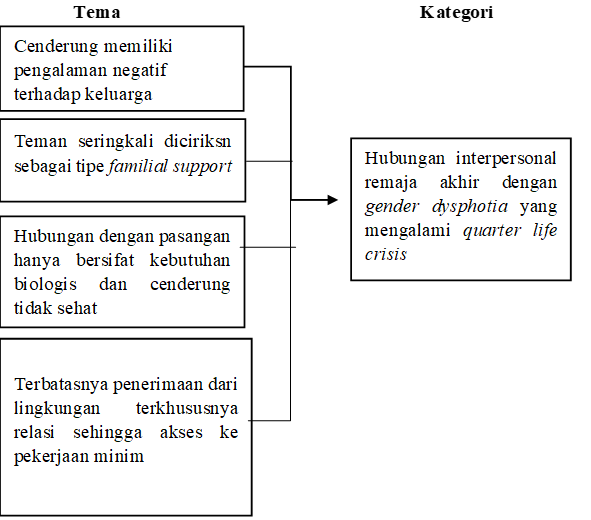 Tema
Kategori
Cenderung memiliki
pengalaman negatif
terhadap keluarga
Teman seringkali diciriksn
sebagai tipe familial support
Hubungan dengan pasangan
hanya bersifat kebutuhan
biologis dan cenderung
tidak sehat
Terbatasnya penerimaan dari
lingkungan terkhususnya
relasi sehingga akses ke
pekerjaan minim
Hubungan interpersonal
remaja akhir dengan
gender dysphotia yang
mengalami quarter life
crisis